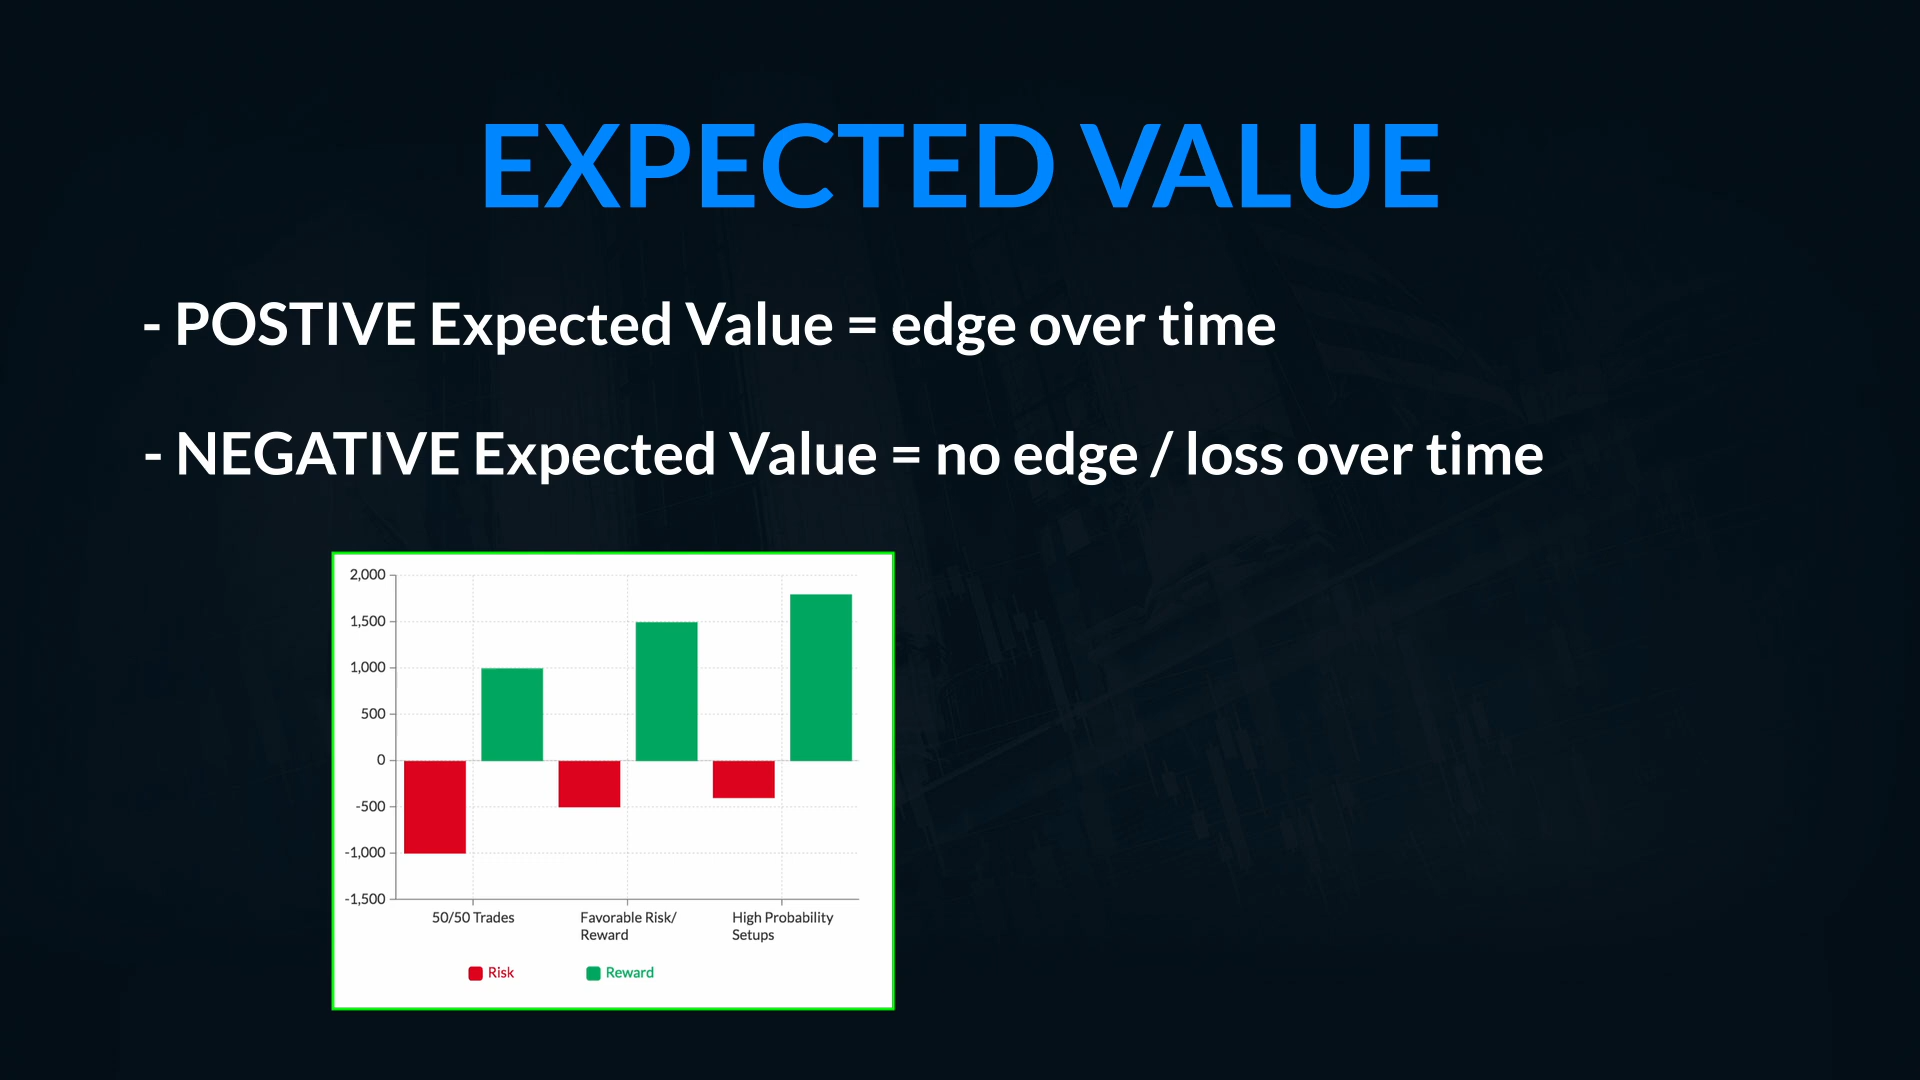 EXPECTED VALUE
- POSTIVE Expected Value = edge over time
- NEGATIVE Expected Value = no edge / loss over time
2,000
1,500
1,000
500
0
-500
-1,000
-1,500
50/50 Trades
Favorable Risk/
Reward
High Probability
Setups
Risk
Reward